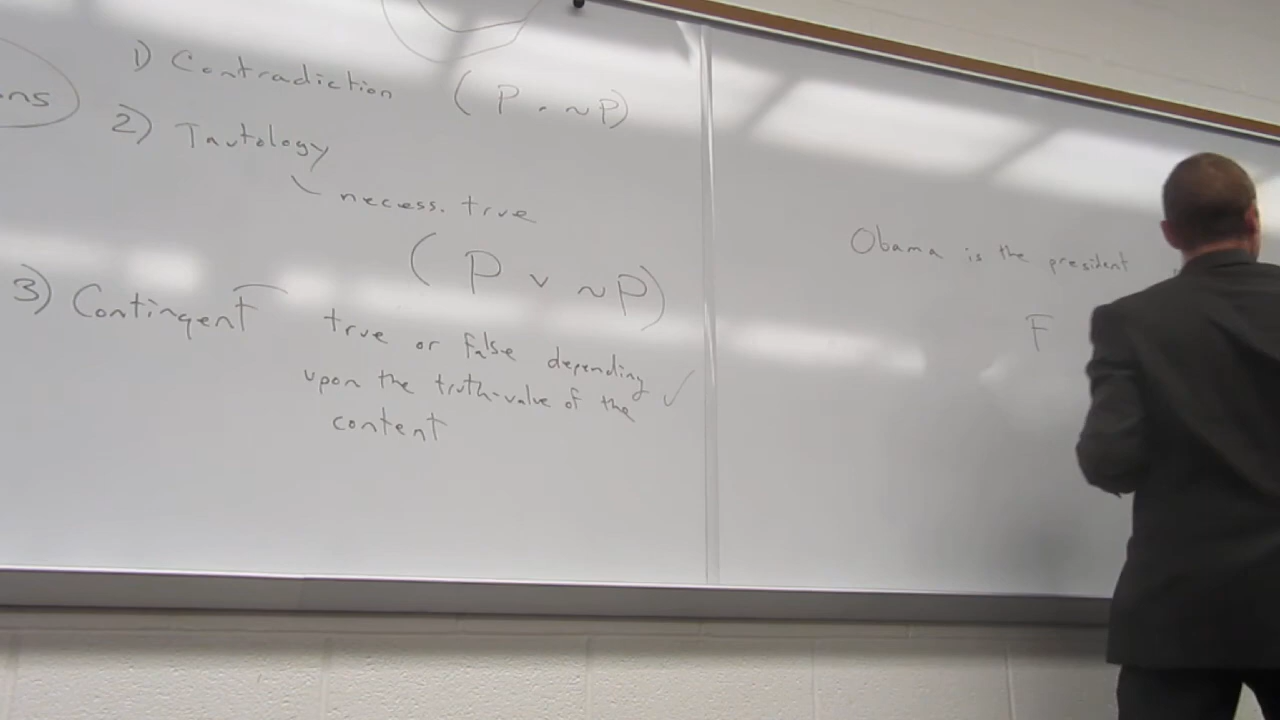 ns
1) Contradiction (P . ~P)
2) Tautology
necess. true
(P v ~P)
3) Contingent true or false depending
upon the truth-value of the ✓
content
Obama is the president
F